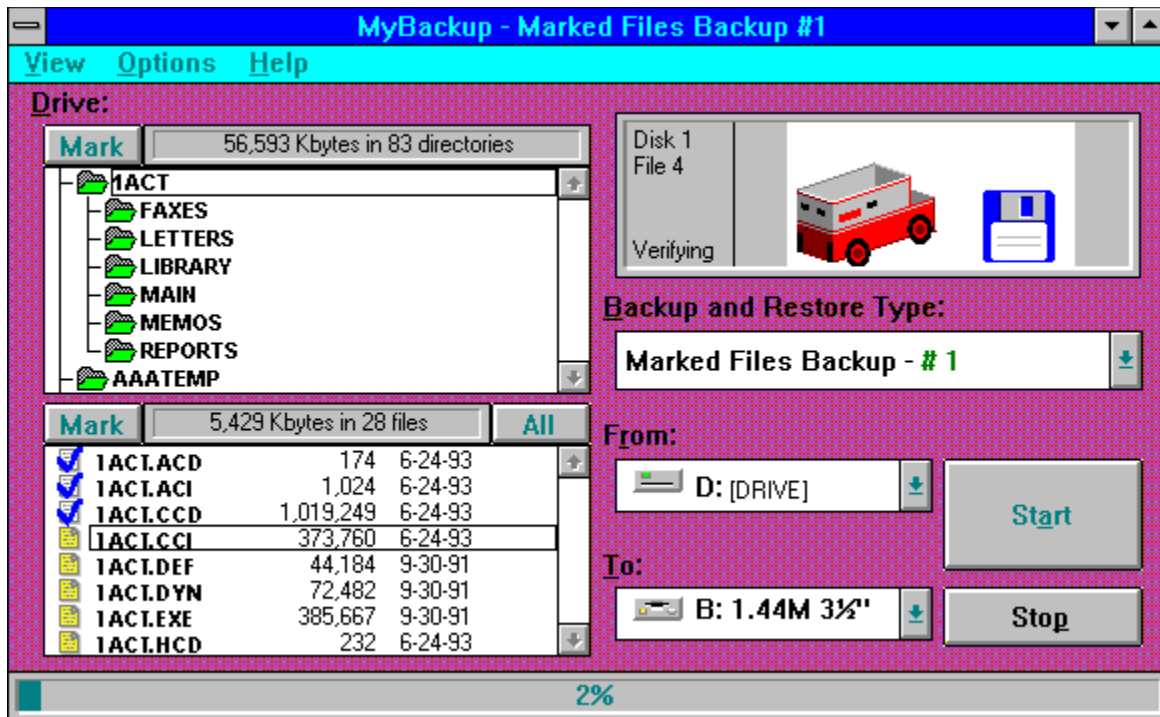 MyBackup - Marked Files Backup #1
View Options Help
Drive:
Mark 56,593 Kbytes in 83 directories
1ACT
FAXES
LETTERS
LIBRARY
MAIN
MEMOS
REPORTS
AAATEMP
Mark 5,429 Kbytes in 28 files All
1ACT.ACD 174 6-24-93
1ACT.ACI 1,024 6-24-93
1ACT.CCD 1,019,249 6-24-93
1ACT.CCI 373,760 6-24-93
1ACT.DEF 44,184 9-30-91
1ACT.DYN 72,482 9-30-91
1ACT.EXE 385,667 9-30-91
1ACT.HCD 232 6-24-93
Disk 1
File 4
Verifying
Backup and Restore Type:
Marked Files Backup - # 1
From:
D: [DRIVE]
To:
B: 1.44M 3½"
Start
Stop
2%